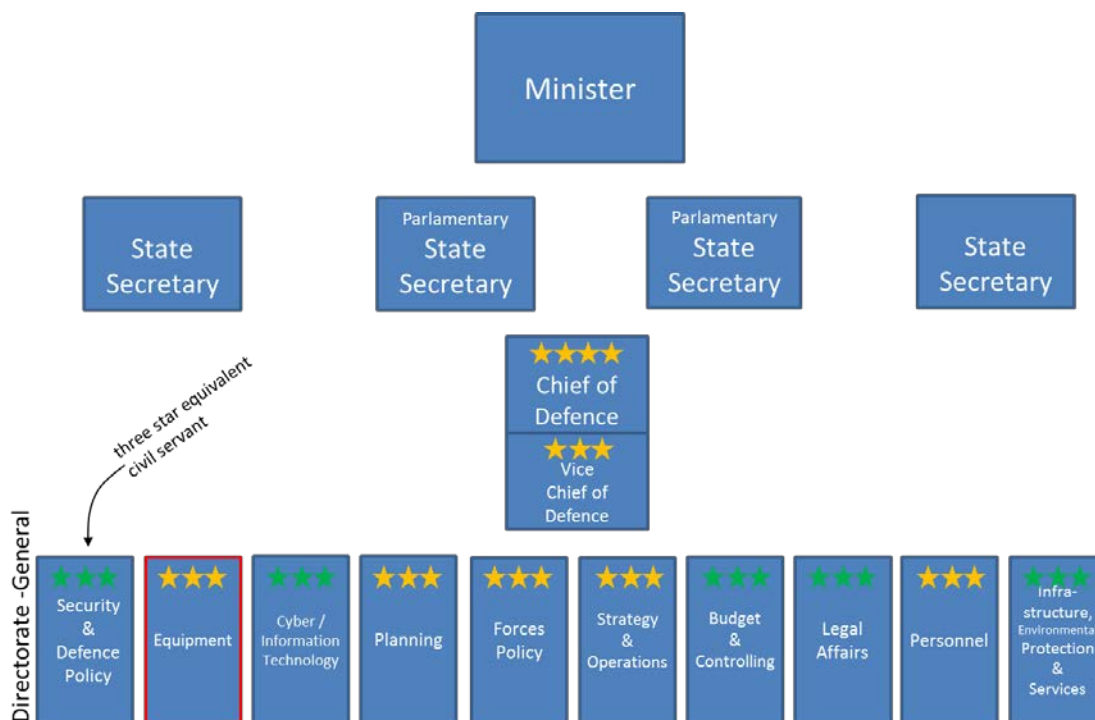 Minister
State
Secretary
Parlamentary
State
Secretary
Parlamentary
State
Secretary
State
Secretary
Chief of
Defence
Vice
Chief of
Defence
three star equivalent
civil servant
Directorate -General
Security
&
Defence
Policy
Equipment
Cyber /
Information
Technology
Planning
Forces
Policy
Strategy
&
Operations
Budget
&
Controlling
Legal
Affairs
Personnel
Infra-
structure,
Environmental
Protection
&
Services